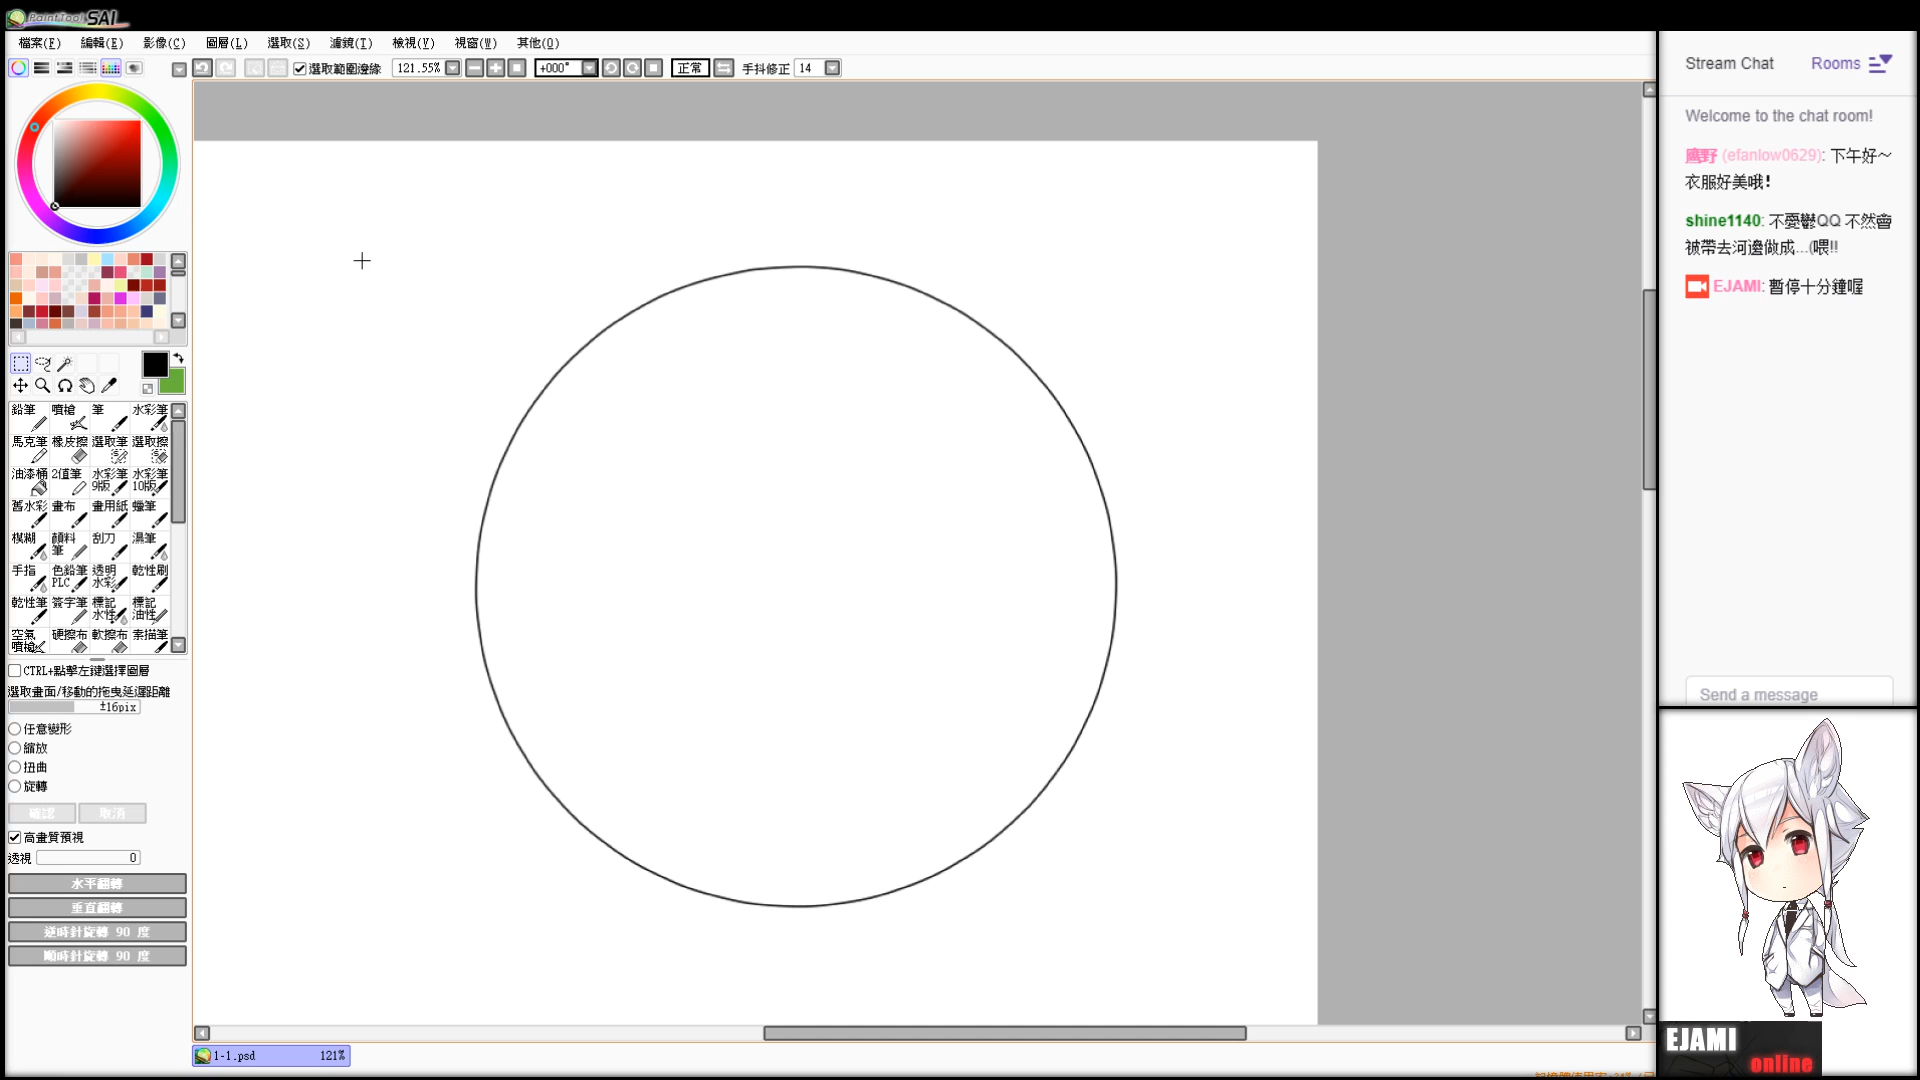 PaintTool SAI
檔案(F) 編輯(E) 影像(C) 圖層(L) 選取(S) 濾鏡(T) 檢視(V) 視窗(W) 其他(O)
選取範圍邊緣 121.55% +000° 正常 手抖修正 14
鉛筆 噴槍 筆 水彩筆
馬克筆 橡皮擦 選取筆 選取擦
油漆桶 2值筆 水彩筆 9版 水彩筆 10版
舊水彩 畫布 畫用紙 蠟筆
模糊 顏料筆 刮刀 濕筆
手指 色鉛筆 PLC 透明水彩 乾性刷
乾性筆 簽字筆 標記水性 標記油性
空氣噴槍 硬擦布 軟擦布 素描筆
CTRL+點擊左鍵選擇圖層
選取畫面/移動的拖曳延遲距離
±16pix
任意變形
縮放
扭曲
旋轉
確認 取消
高畫質預視
透視 0
水平翻轉
垂直翻轉
逆時針旋轉 90 度
順時針旋轉 90 度
1-1.psd 121%
Stream Chat Rooms
Welcome to the chat room!
鷹野 (efanlow0629): 下午好～
衣服好美哦!
shine1140: 不憂鬱QQ 不然會
被帶去河邊做成...(喂!!
EJAMI: 暫停十分鐘喔
Send a message
EJAMI
online